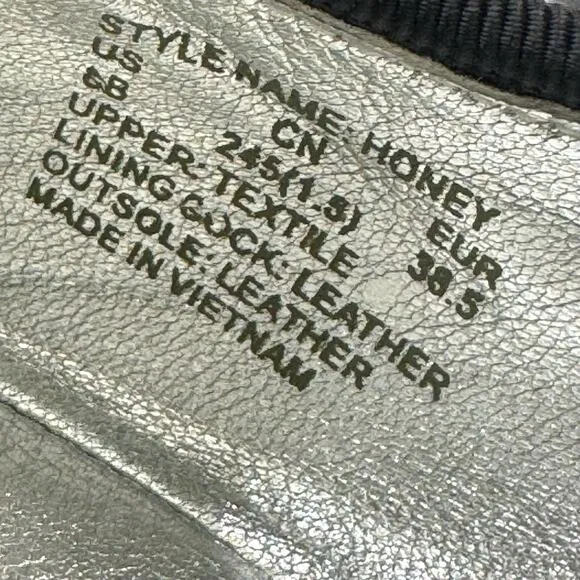 STYLE NAME: HONEY
US CN EUR
8B 245(1.5) 38.5
UPPER: TEXTILE
LINING &SOCK: LEATHER
OUTSOLE: LEATHER
MADE IN VIETNAM